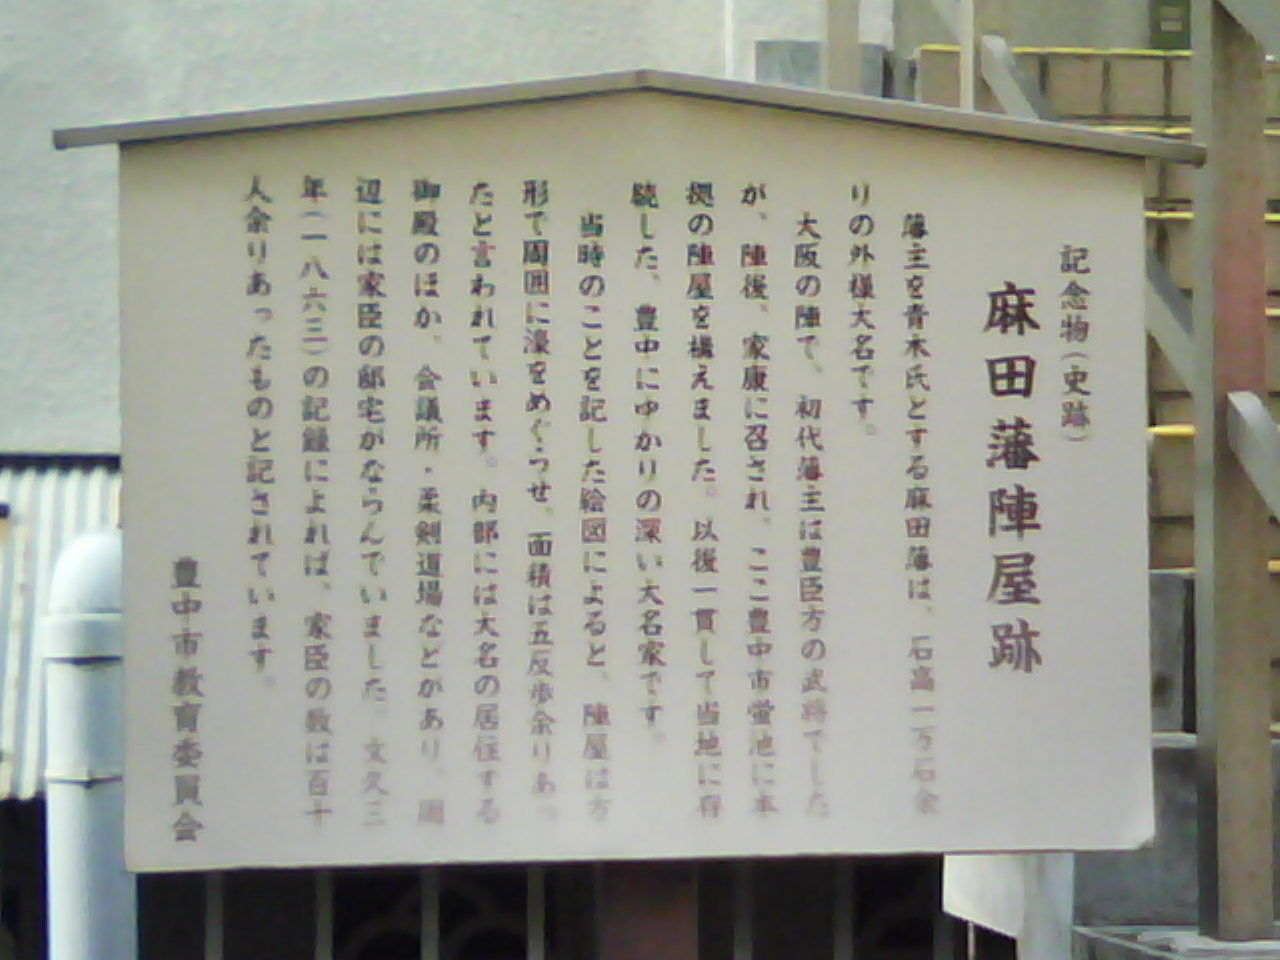 記念物(史跡)
麻田藩陣屋跡
藩主を青木氏とする麻田藩は、石高一万石余
りの外様大名です。
大阪の陣で、初代藩主は豊臣方の武将でした
が、陣後、家康に召され、ここ豊中市蛍池に本
拠の陣屋を構えました。以後一貫して当地に存
続した、豊中にゆかりの深い大名家です。
当時のことを記した絵図によると、陣屋は方
形で周囲に濠をめぐらせ、面積は五反歩余りあっ
たと言われています。内部には大名の居住する
御殿のほか、会議所・柔剣道場などがあり、周
辺には家臣の邸宅がならんでいました。文久三
年(一八六三)の記録によれば、家臣の数は百十
人余りあったものと記されています。
豊中市教育委員会